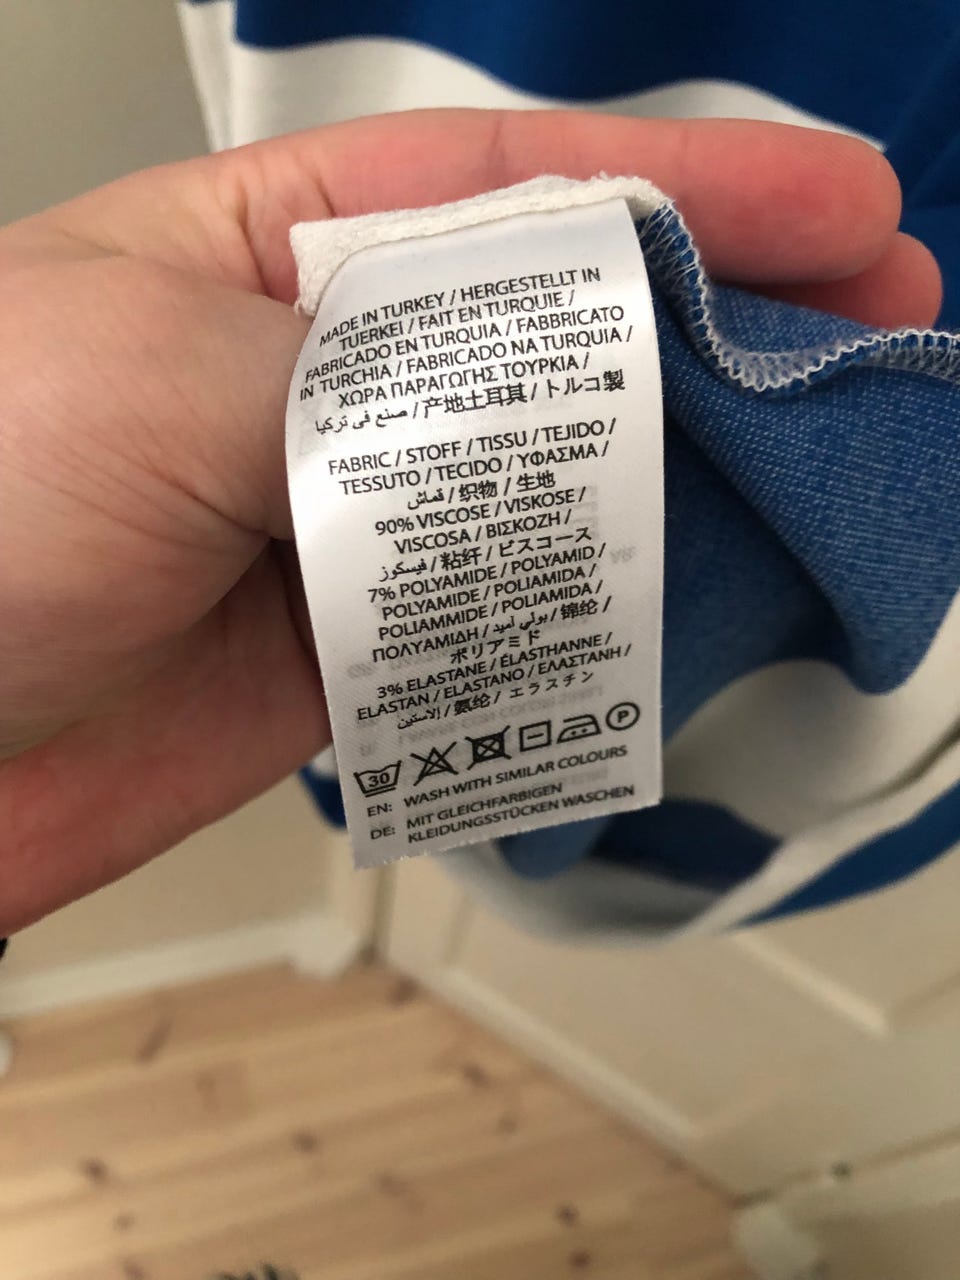 MADE IN TURKEY / HERGESTELLT IN
TUERKEI / FAIT EN TURQUIE /
FABRICADO EN TURQUIA / FABBRICATO
IN TURCHIA / FABRICADO NA TURQUIA /
ΧΩΡΑ ΠΑΡΑΓΩΓΗΣ ΤΟΥΡΚΙΑ /
صنع في تركيا / 产地土耳其 / トルコ製
FABRIC / STOFF / TISSU / TEJIDO /
TESSUTO / TECIDO / ΥΦΑΣΜΑ /
قماش / 织物 / 生地
90% VISCOSE / VISKOSE /
VISCOSA / ΒΙΣΚΟΖΗ /
فيسكوز / 粘纤 / ビスコース
7% POLYAMIDE / POLYAMID /
POLYAMIDE / POLIAMIDA /
POLIAMMIDE / POLIAMIDA /
ΠΟΛΥΑΜΙΔΗ / بولي أميد / 锦纶 /
ポリアミド
3% ELASTANE / ÉLASTHANNE /
ELASTAN / ELASTANO / ΕΛΑΣΤΑΝΗ /
الاستين / 氨纶 / エラスチン
30 P
EN: WASH WITH SIMILAR COLOURS
DE: MIT GLEICHFARBIGEN
KLEIDUNGSSTÜCKEN WASCHEN